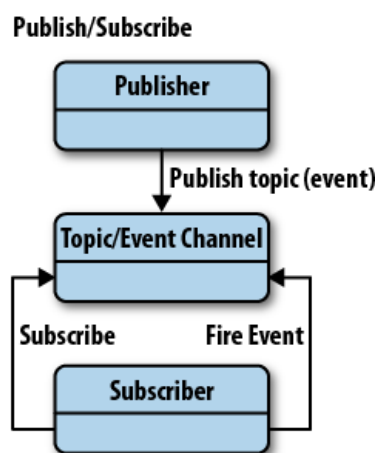 Publish/Subscribe
Publisher
Publish topic (event)
Topic/Event Channel
Subscribe
Fire Event
Subscriber